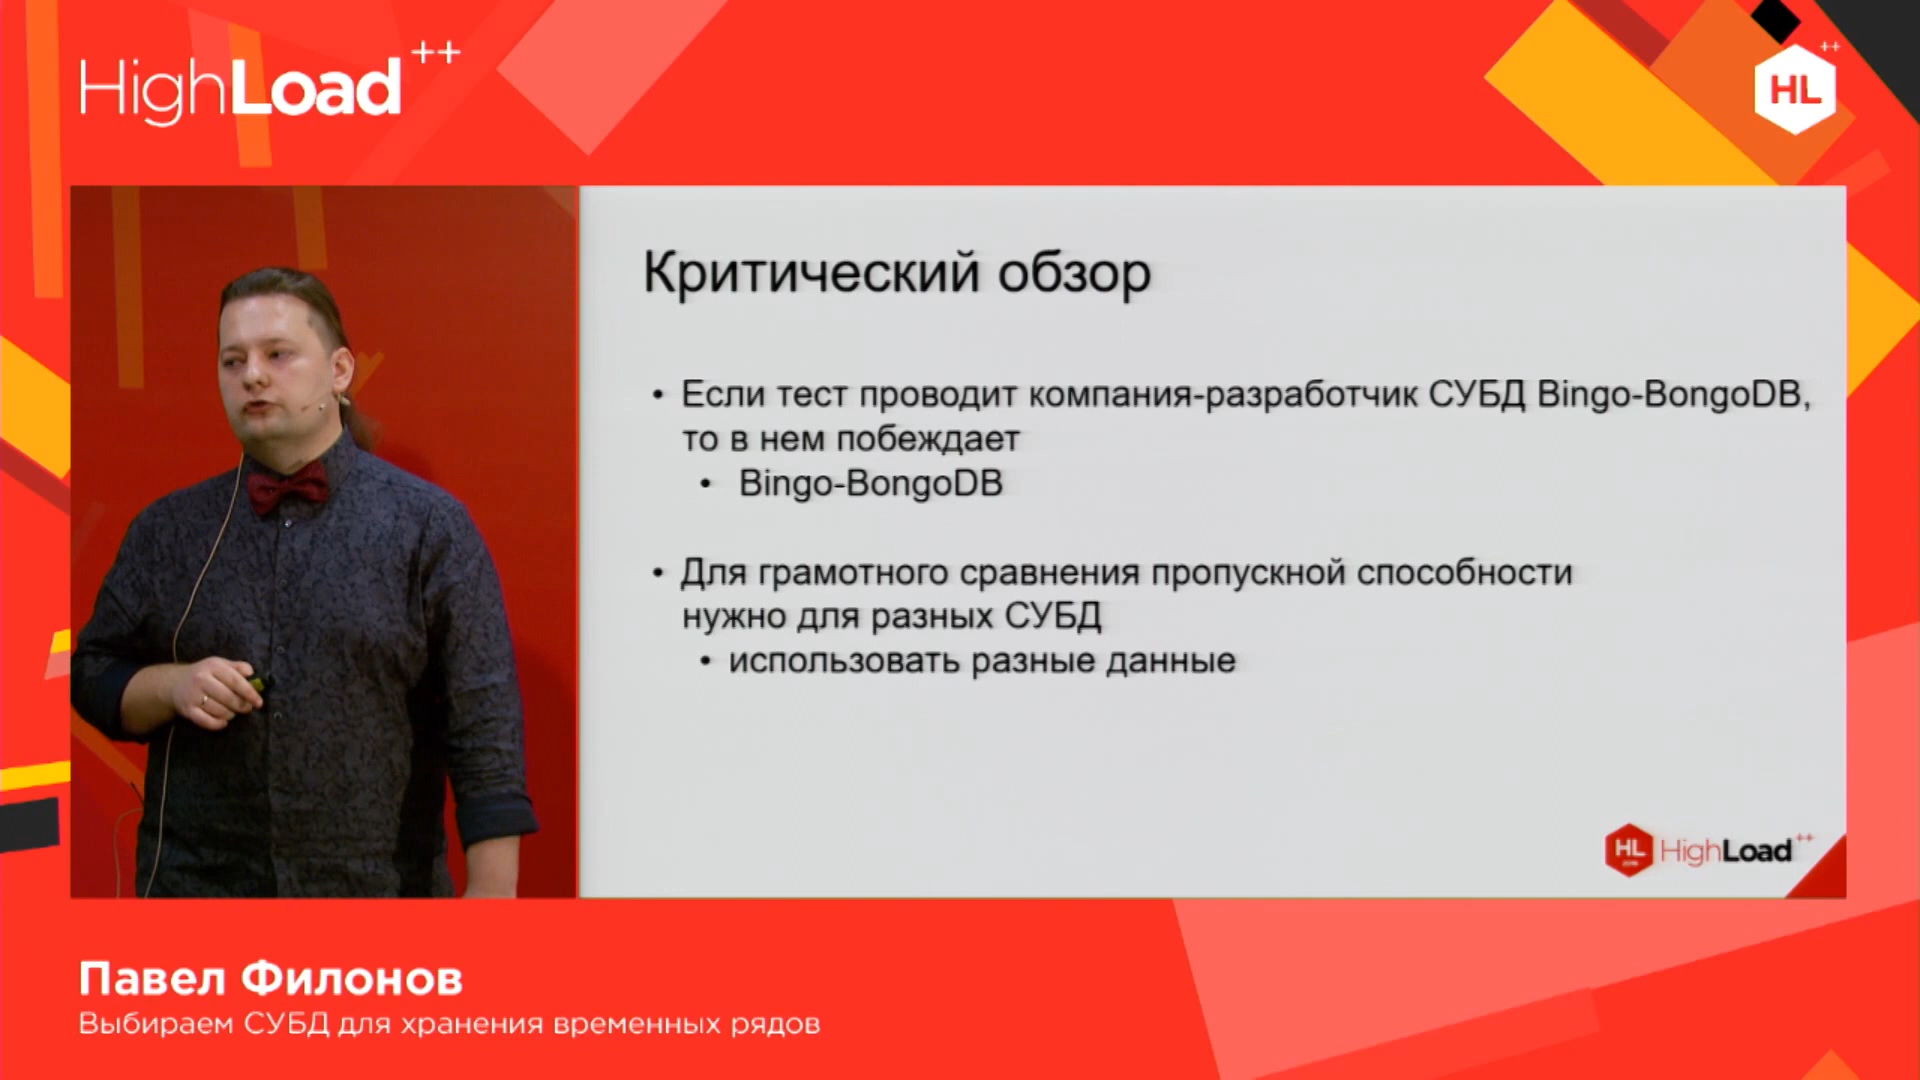 HighLoad++
HL++
Критический обзор
• Если тест проводит компания-разработчик СУБД Bingo-BongoDB,
то в нем побеждает
• Bingo-BongoDB
• Для грамотного сравнения пропускной способности
нужно для разных СУБД
• использовать разные данные
HL HighLoad++
Павел Филонов
Выбираем СУБД для хранения временных рядов